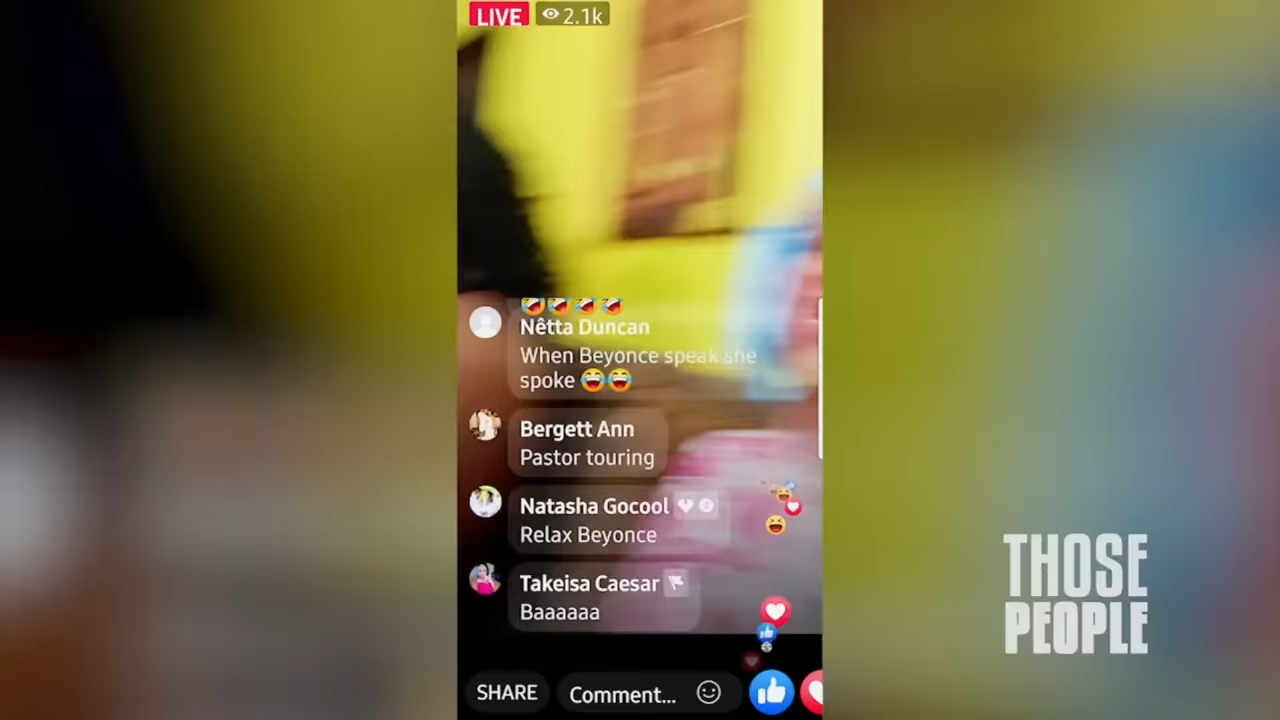 LIVE 2.1k
🤣🤣🤣🤣
Nêtta Duncan
When Beyonce speak she
spoke 😂😂
Bergett Ann
Pastor touring
Natasha Gocool
Relax Beyonce
Takeisa Caesar
Baaaaaa
SHARE
Comment...
THOSE
PEOPLE